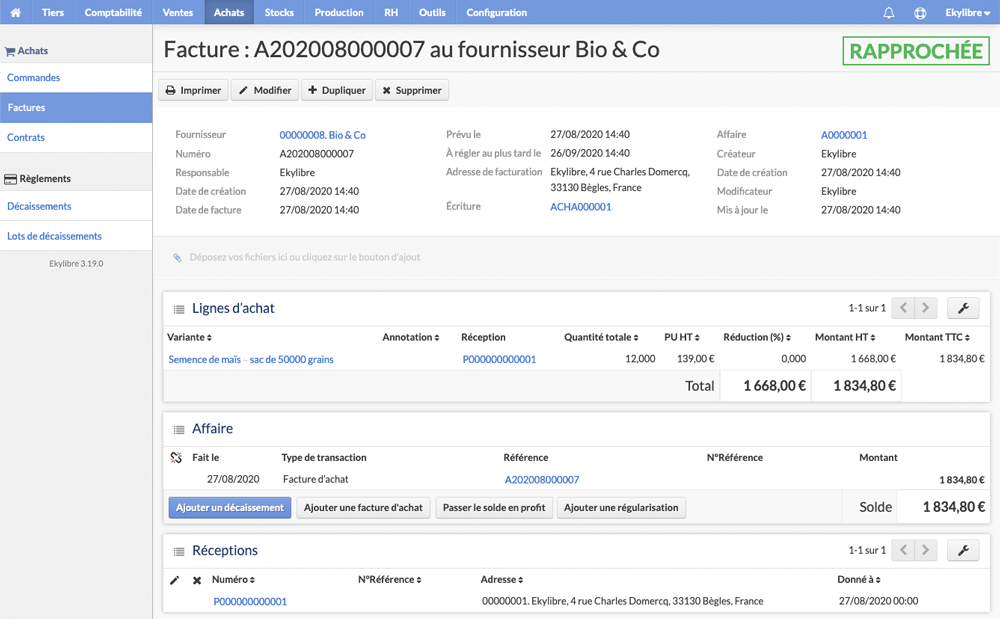 Tiers Comptabilité Ventes Achats Stocks Production RH Outils Configuration Ekylibre
Achats
Commandes
Factures
Contrats
Règlements
Décaissements
Lots de décaissements
Ekylibre 3.19.0
Facture : A202008000007 au fournisseur Bio & Co
RAPPROCHÉE
Imprimer Modifier Dupliquer Supprimer
Fournisseur 00000008. Bio & Co
Numéro A202008000007
Responsable Ekylibre
Date de création 27/08/2020 14:40
Date de facture 27/08/2020 14:40
Prévu le 27/08/2020 14:40
À régler au plus tard le 26/09/2020 14:40
Adresse de facturation Ekylibre, 4 rue Charles Domercq,
33130 Bègles, France
Écriture ACHA000001
Affaire A0000001
Créateur Ekylibre
Date de création 27/08/2020 14:40
Modificateur Ekylibre
Mis à jour le 27/08/2020 14:40
Déposez vos fichiers ici ou cliquez sur le bouton d'ajout
Lignes d'achat 1-1 sur 1
Variante Annotation Réception Quantité totale PU HT Réduction (%) Montant HT Montant TTC
Semence de maïs – sac de 50000 grains P000000000001 12,000 139,00 € 0,000 1 668,00 € 1 834,80 €
Total 1 668,00 € 1 834,80 €
Affaire
Fait le Type de transaction Référence N°Référence Montant
27/08/2020 Facture d'achat A202008000007 1 834,80 €
Ajouter un décaissement Ajouter une facture d'achat Passer le solde en profit Ajouter une régularisation Solde 1 834,80 €
Réceptions 1-1 sur 1
Numéro N°Référence Adresse Donné à
P000000000001 00000001. Ekylibre, 4 rue Charles Domercq, 33130 Bègles, France 27/08/2020 00:00